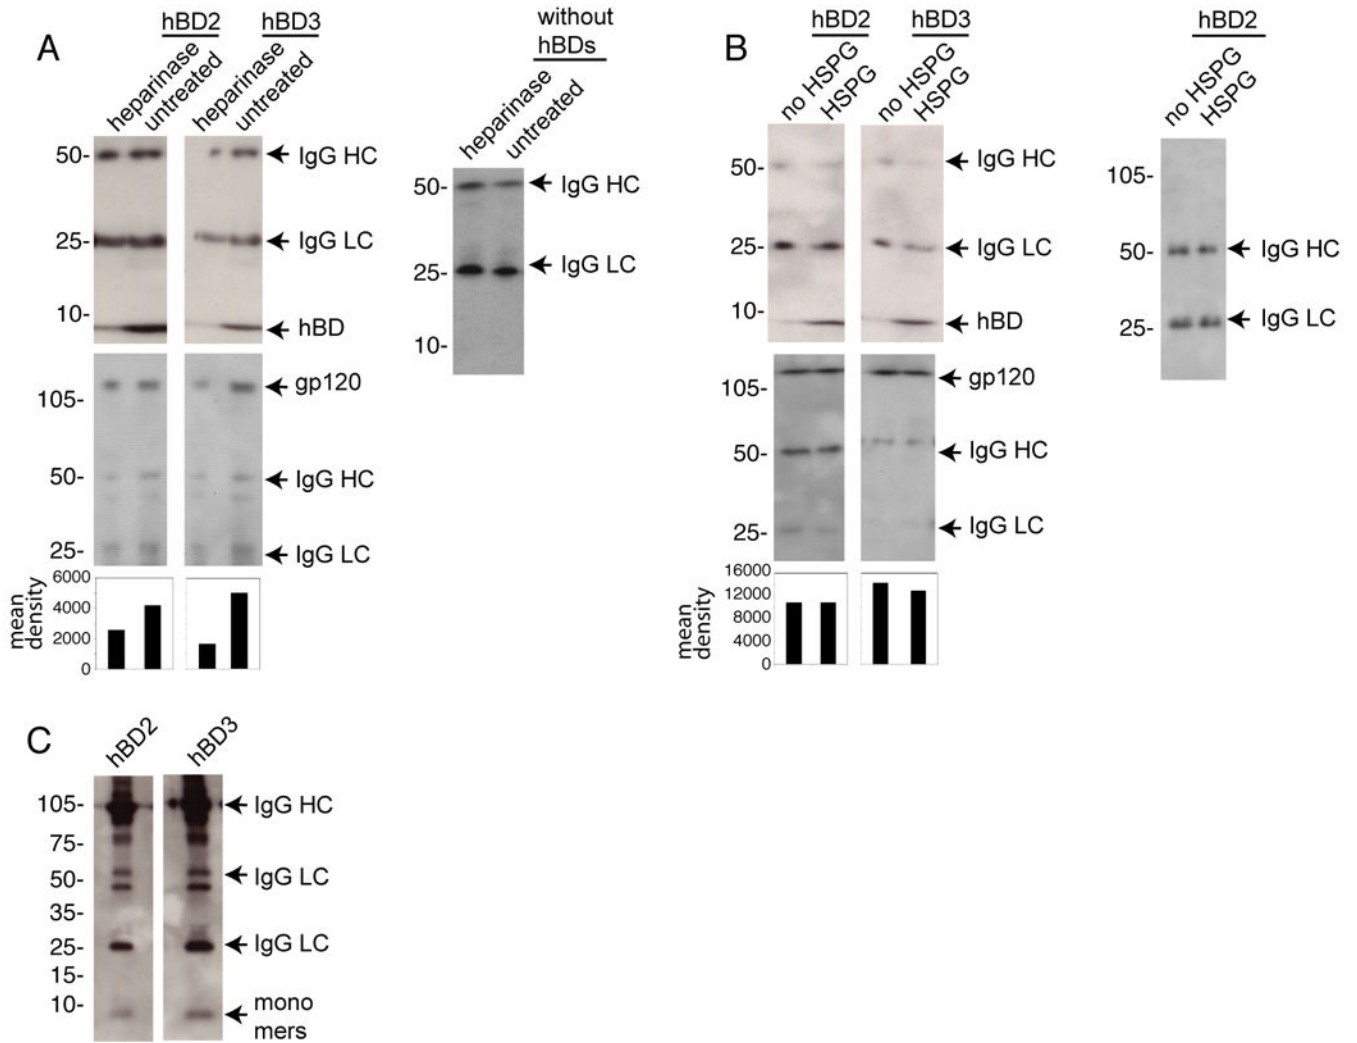 A
hBD2
hBD3
heparinase
untreated
heparinase
untreated
50-
IgG HC
25-
IgG LC
10-
hBD
gp120
105-
50-
IgG HC
25-
IgG LC
mean
density
6000
4000
2000
0
without
hBDs
heparinase
untreated
50-
IgG HC
25-
IgG LC
10-
B
hBD2
hBD3
no HSPG
HSPG
no HSPG
HSPG
50-
IgG HC
25-
IgG LC
10-
hBD
gp120
105-
50-
IgG HC
25-
IgG LC
mean
density
16000
12000
8000
4000
0
hBD2
no HSPG
HSPG
105-
50-
IgG HC
25-
IgG LC
C
hBD2
hBD3
105-
IgG HC
75-
50-
IgG LC
35-
25-
IgG LC
15-
10-
mono
mers